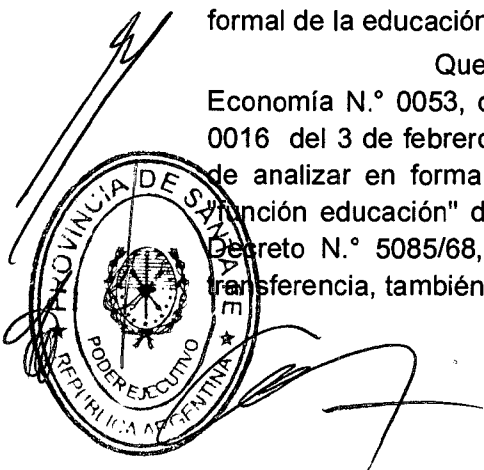 formal de la educación
Que
Economía N.° 0053,
0016 del 3 de febrero
de analizar en forma
"función educación" d
Decreto N.° 5085/68,
transferencia, también
PROVINCIA DE SANTA FE
PODER EJECUTIVO
REPUBLICA ARGENTINA